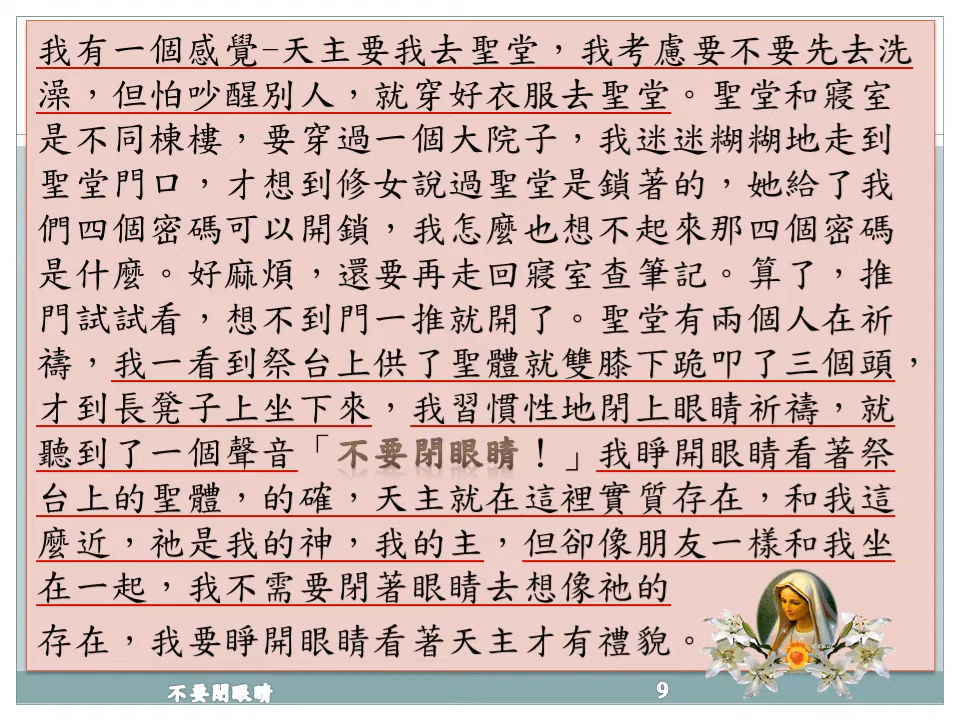 我有一個感覺-天主要我去聖堂，我考慮要不要先去洗
澡，但怕吵醒別人，就穿好衣服去聖堂。聖堂和寢室
是不同棟樓，要穿過一個大院子，我迷迷糊糊地走到
聖堂門口，才想到修女說過聖堂是鎖著的，她給了我
們四個密碼可以開鎖，我怎麼也想不起來那四個密碼
是什麼。好麻煩，還要再走回寢室查筆記。算了，推
門試試看，想不到門一推就開了。聖堂有兩個人在祈
禱，我一看到祭台上供了聖體就雙膝下跪叩了三個頭，
才到長凳子上坐下來，我習慣性地閉上眼睛祈禱，就
聽到了一個聲音「不要閉眼睛！」我睜開眼睛看著祭
台上的聖體，的確，天主就在這裡實質存在，和我這
麼近，祂是我的神，我的主，但卻像朋友一樣和我坐
在一起，我不需要閉著眼睛去想像祂的
存在，我要睜開眼睛看著天主才有禮貌。
不要閉眼睛
9